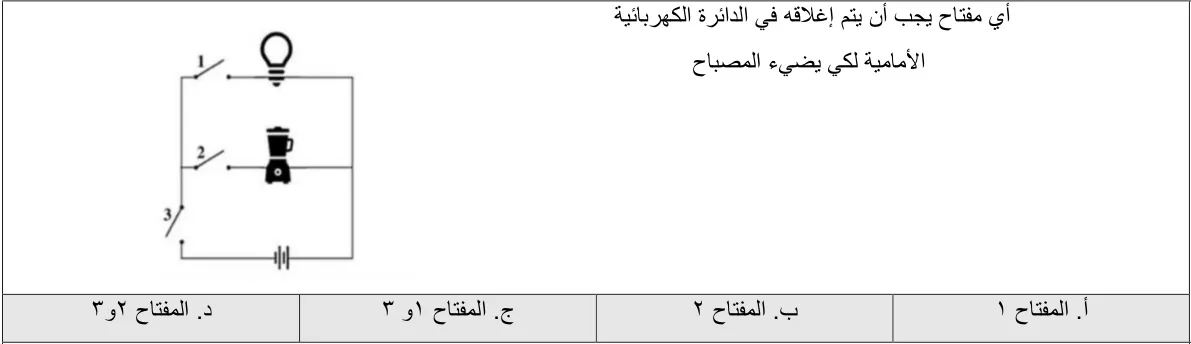 أي مفتاح يجب أن يتم إغلاقه في الدائرة الكهربائية
الأمامية لكي يضيء المصباح
1
2
3
أ. المفتاح ١
ب. المفتاح ٢
ج. المفتاح ١و ٣
د. المفتاح ٢و٣